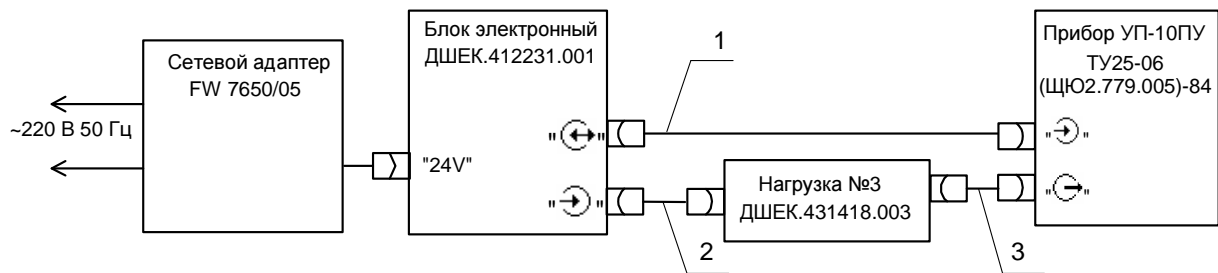 Сетевой адаптер
FW 7650/05
~220 В 50 Гц
Блок электронный
ДШЕК.412231.001
"24V"
1
Нагрузка №3
ДШЕК.431418.003
2
3
Прибор УП-10ПУ
ТУ25-06
(ЩЮ2.779.005)-84